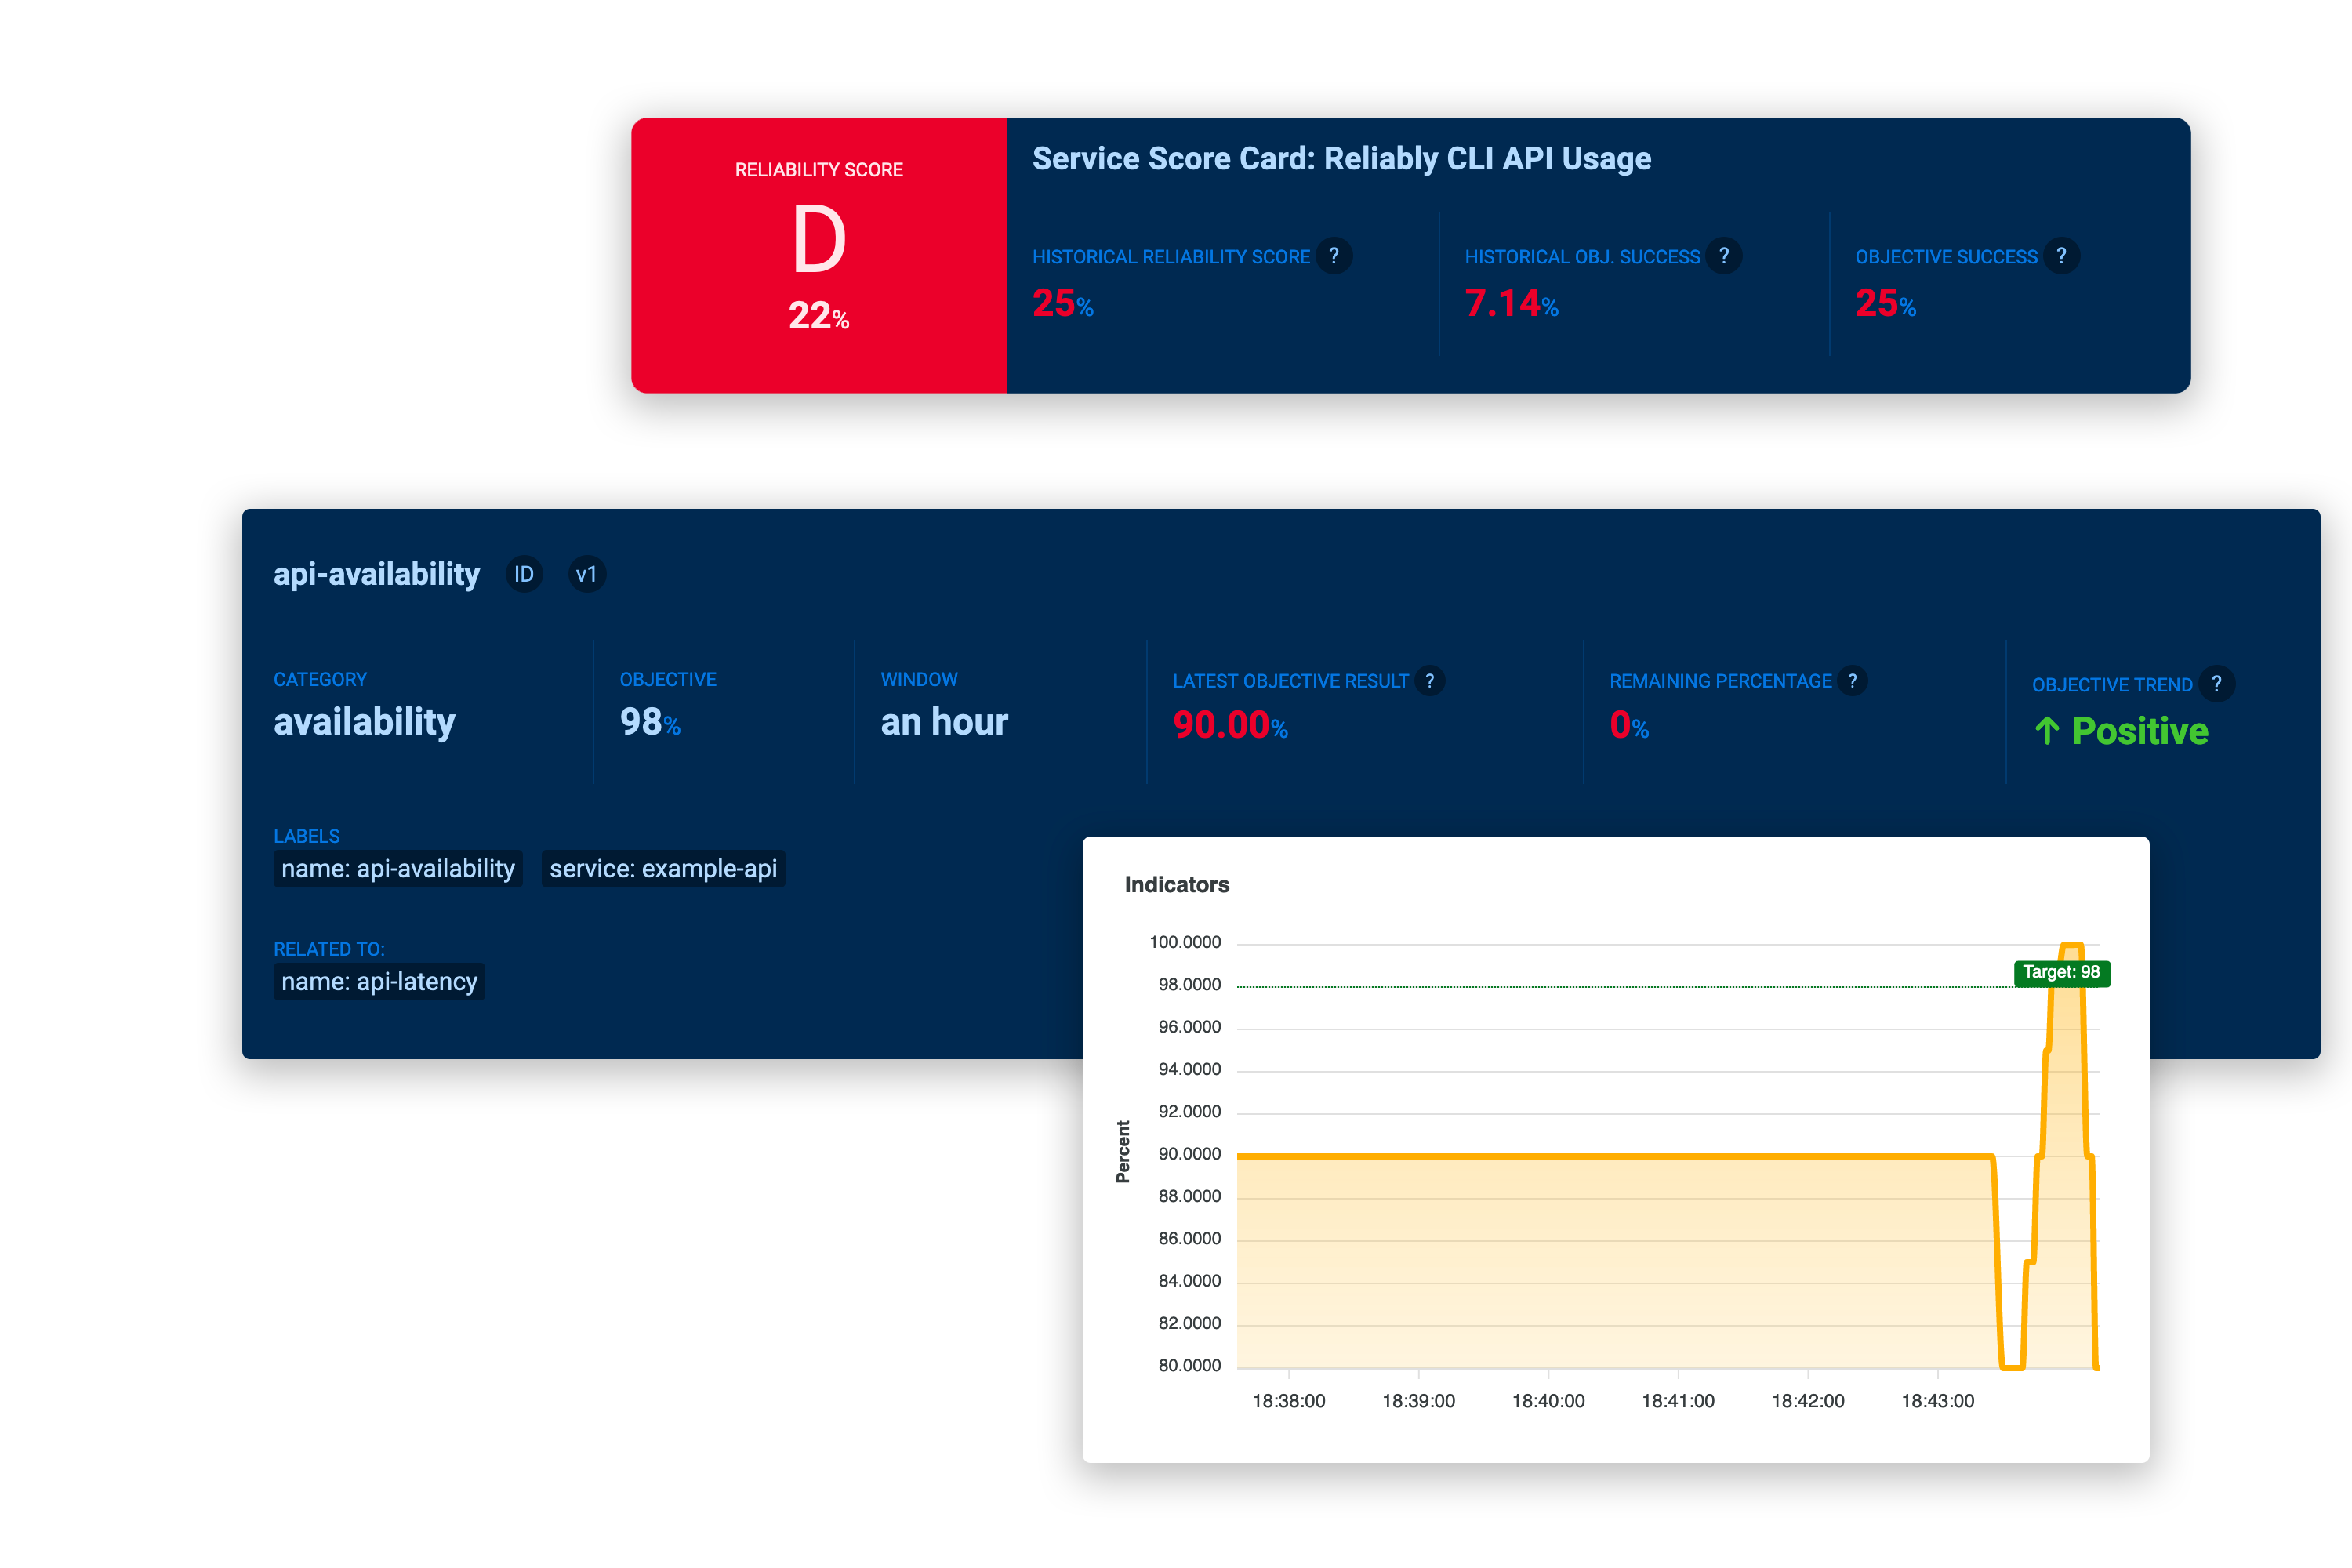 RELIABILITY SCORE
D
22%
Service Score Card: Reliably CLI API Usage
HISTORICAL RELIABILITY SCORE ?
25%
HISTORICAL OBJ. SUCCESS ?
7.14%
OBJECTIVE SUCCESS ?
25%
api-availability ID v1
CATEGORY
availability
OBJECTIVE
98%
WINDOW
an hour
LATEST OBJECTIVE RESULT ?
90.00%
REMAINING PERCENTAGE ?
0%
OBJECTIVE TREND ?
↑ Positive
LABELS
name: api-availability service: example-api
RELATED TO:
name: api-latency
Indicators
Percent
100.0000
98.0000
96.0000
94.0000
92.0000
90.0000
88.0000
86.0000
84.0000
82.0000
80.0000
Target: 98
18:38:00 18:39:00 18:40:00 18:41:00 18:42:00 18:43:00